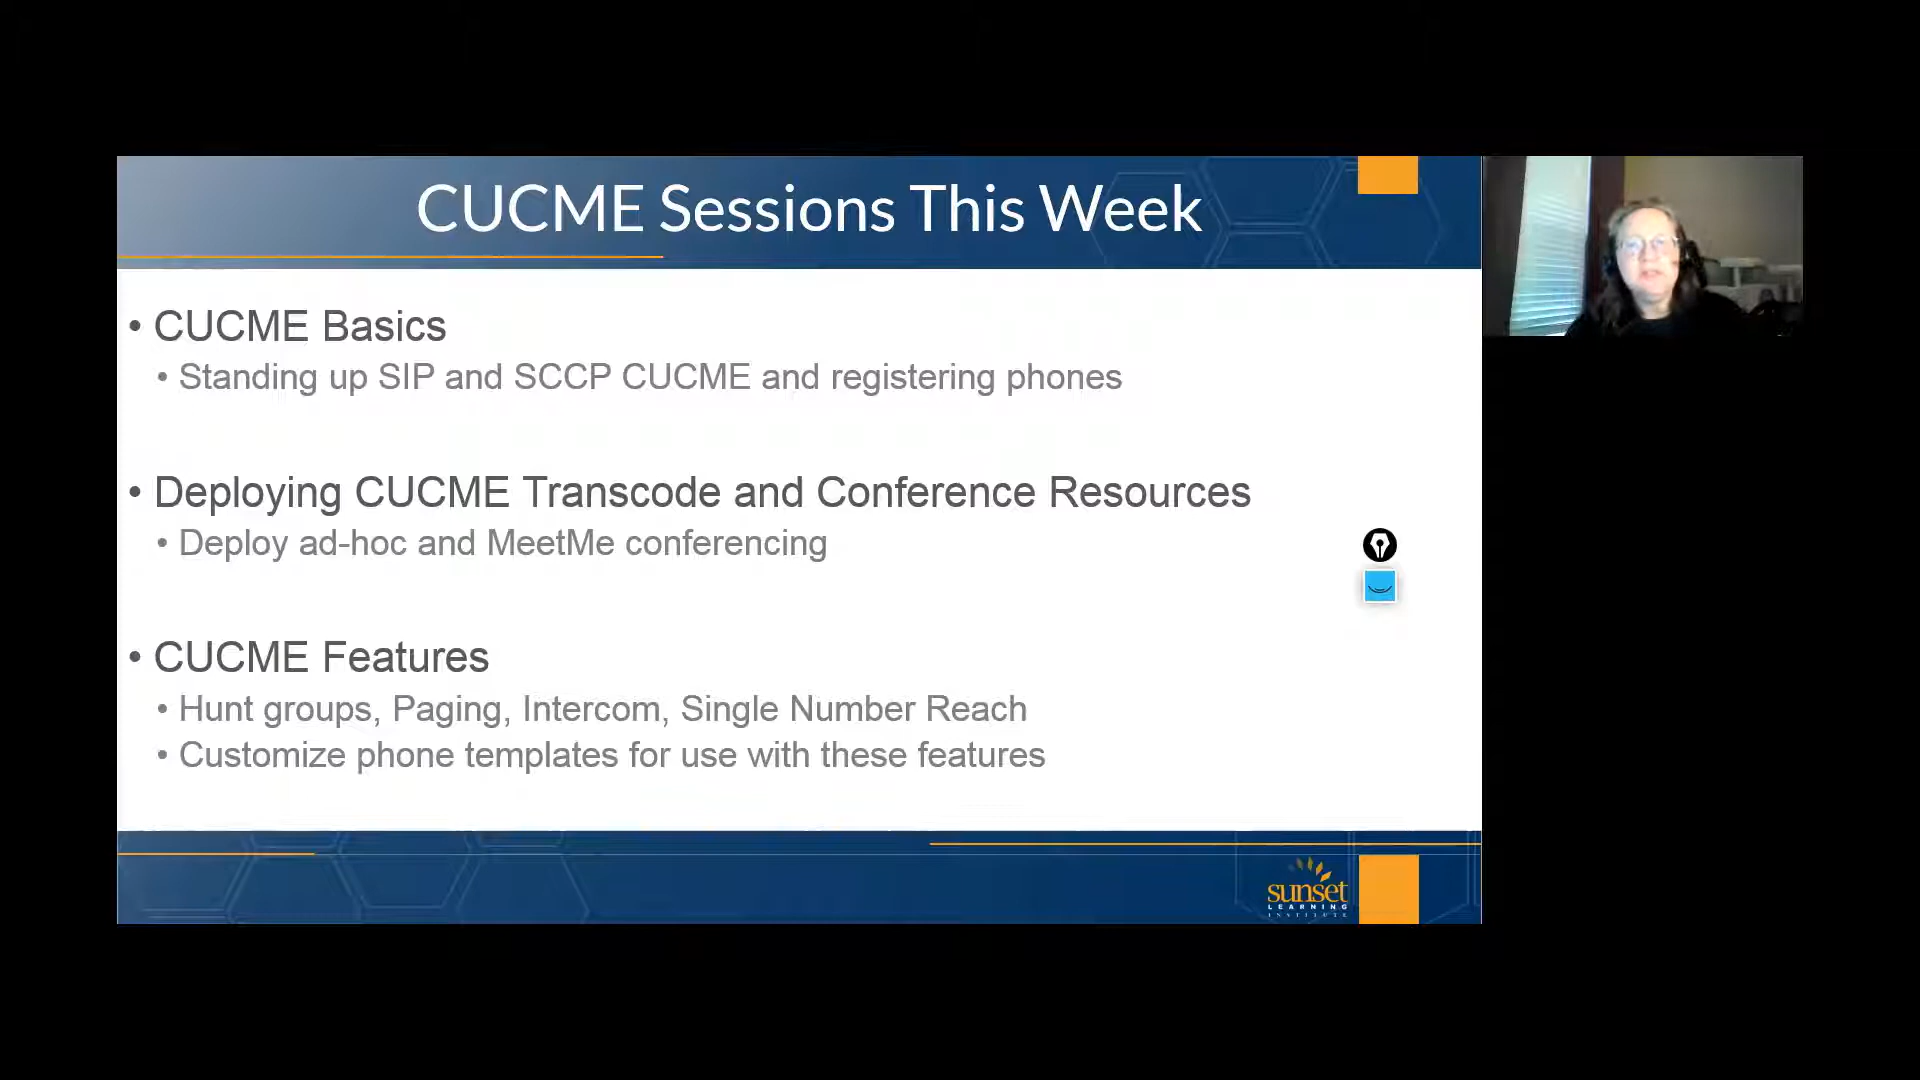 CUCME Sessions This Week
• CUCME Basics
• Standing up SIP and SCCP CUCME and registering phones
• Deploying CUCME Transcode and Conference Resources
• Deploy ad-hoc and MeetMe conferencing
• CUCME Features
• Hunt groups, Paging, Intercom, Single Number Reach
• Customize phone templates for use with these features
sunset
LEARNING
INSTITUTE